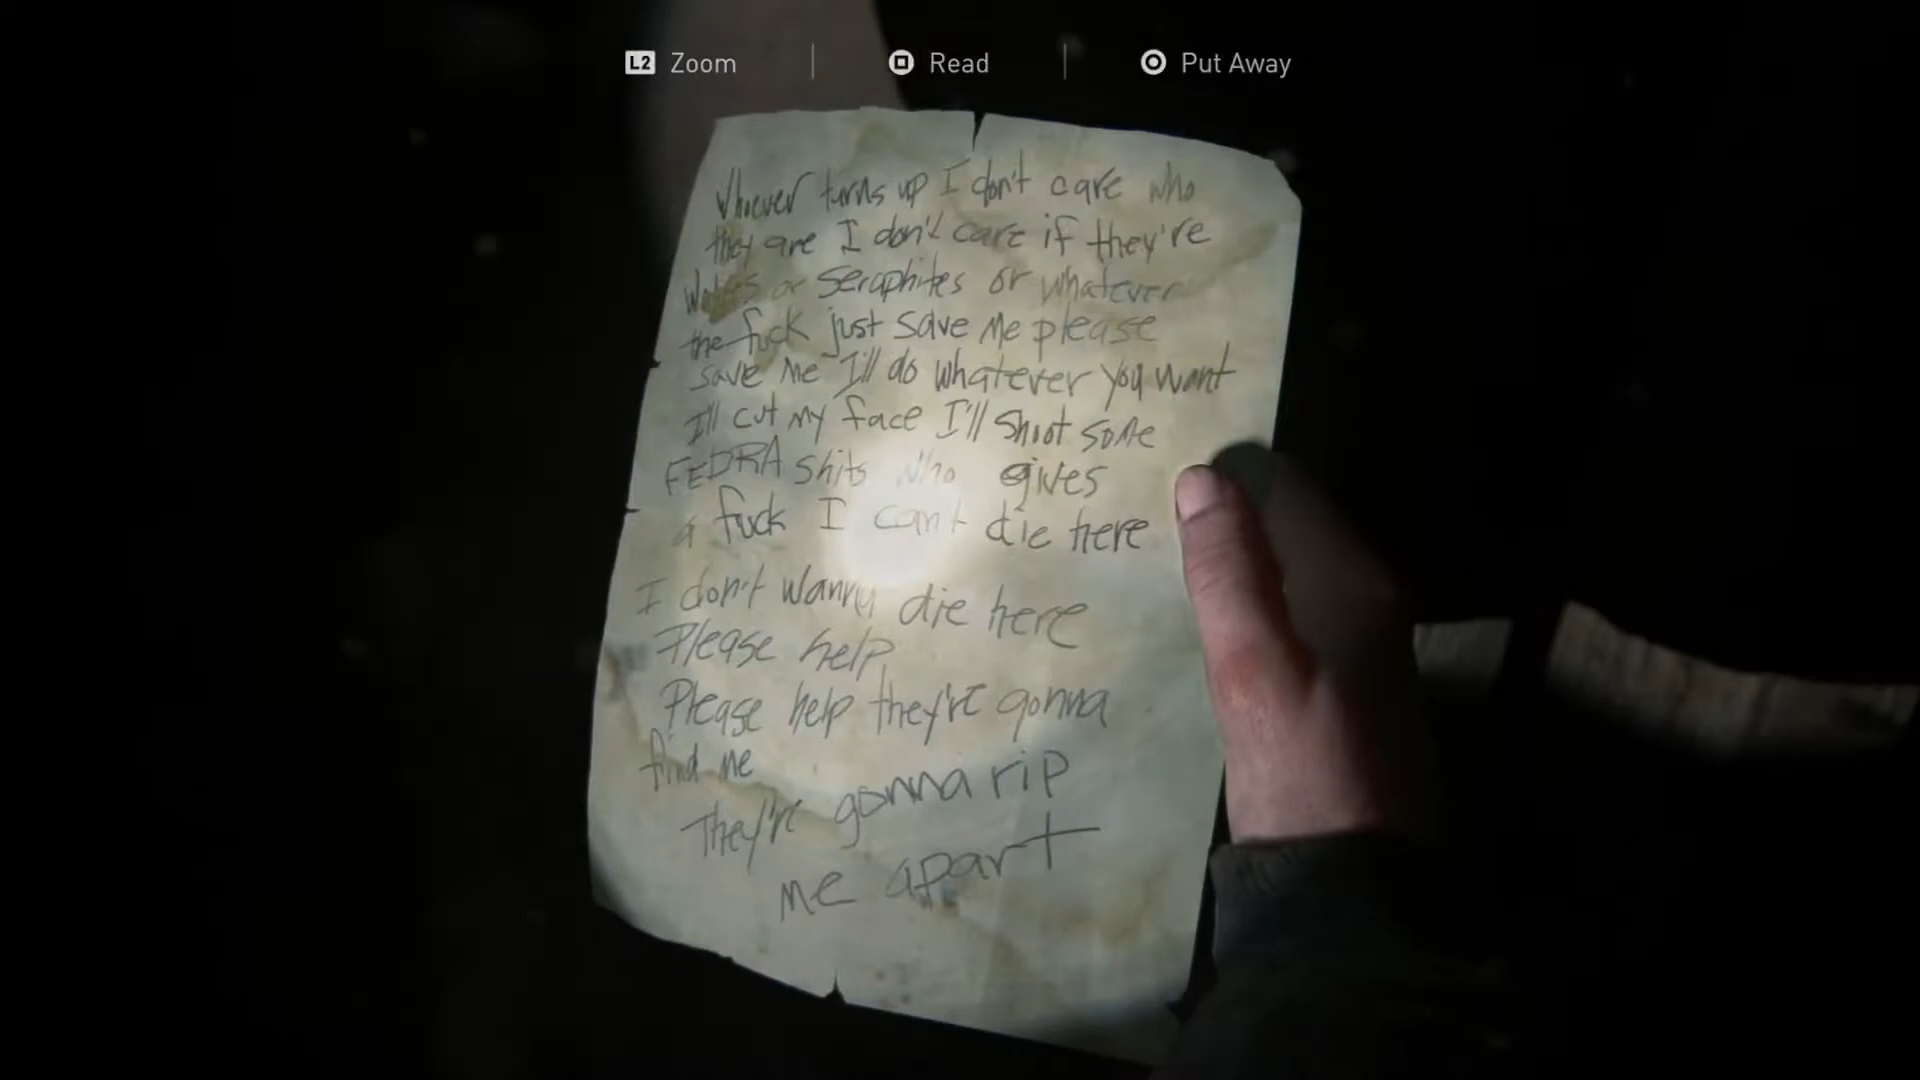 L2 Zoom | Read | Put Away
Whoever turns up I don't care who
they are I don't care if they're
Wolves or Seraphites or whatever
the fuck just save me please
save me I'll do whatever you want
I'll cut my face I'll shoot some
FEDRA shits who gives
a fuck I can't die here
I don't wanna die here
Please help
Please help they're gonna
find me
They're gonna rip
me apart